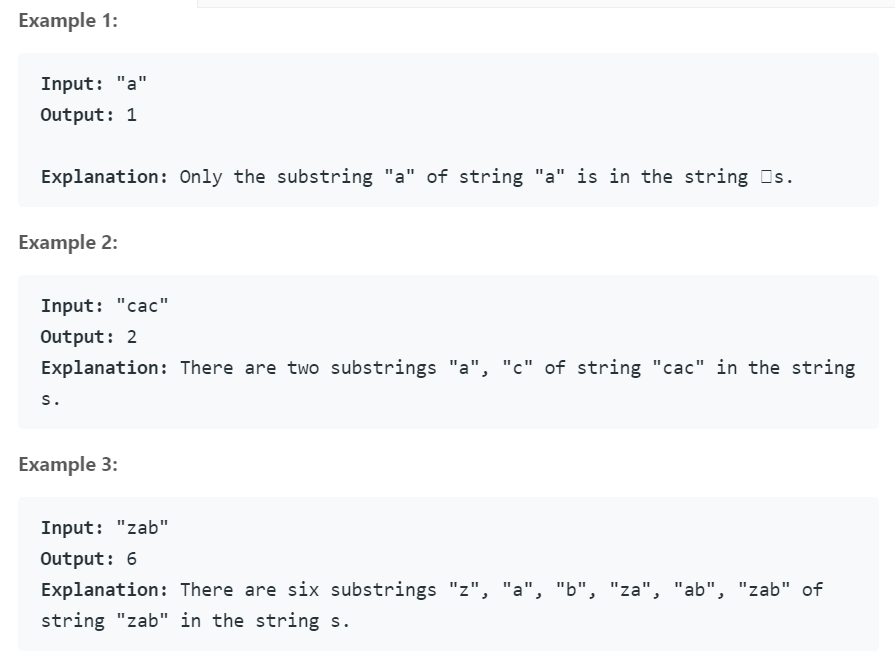 Example 1:
Input: "a"
Output: 1
Explanation: Only the substring "a" of string "a" is in the string □s.
Example 2:
Input: "cac"
Output: 2
Explanation: There are two substrings "a", "c" of string "cac" in the string
s.
Example 3:
Input: "zab"
Output: 6
Explanation: There are six substrings "z", "a", "b", "za", "ab", "zab" of
string "zab" in the string s.